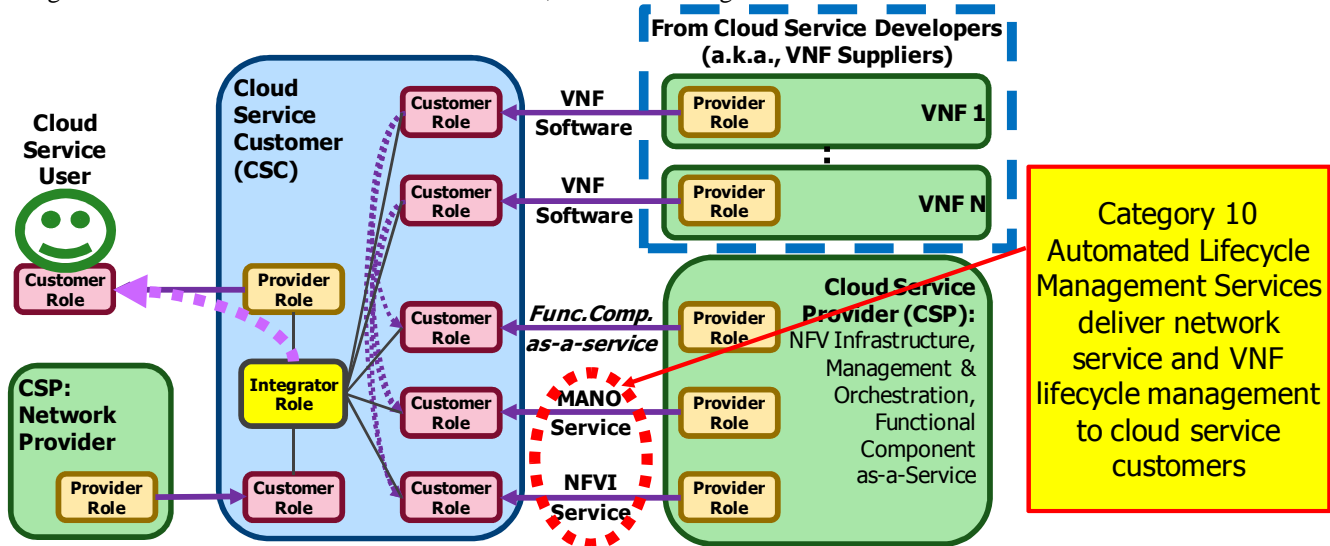 From Cloud Service Developers
(a.k.a., VNF Suppliers)
Provider
Role
VNF 1
Provider
Role
VNF N
VNF
Software
VNF
Software
Cloud
Service
Customer
(CSC)
Customer
Role
Customer
Role
Customer
Role
Customer
Role
Customer
Role
Cloud
Service
User
Customer
Role
Provider
Role
Integrator
Role
Customer
Role
CSP:
Network
Provider
Provider
Role
Func.Comp.
as-a-service
MANO
Service
NFVI
Service
Provider
Role
Provider
Role
Provider
Role
Cloud Service
Provider (CSP):
NFV Infrastructure,
Management &
Orchestration,
Functional
Component
as-a-Service
Category 10
Automated Lifecycle
Management Services
deliver network
service and VNF
lifecycle management
to cloud service
customers